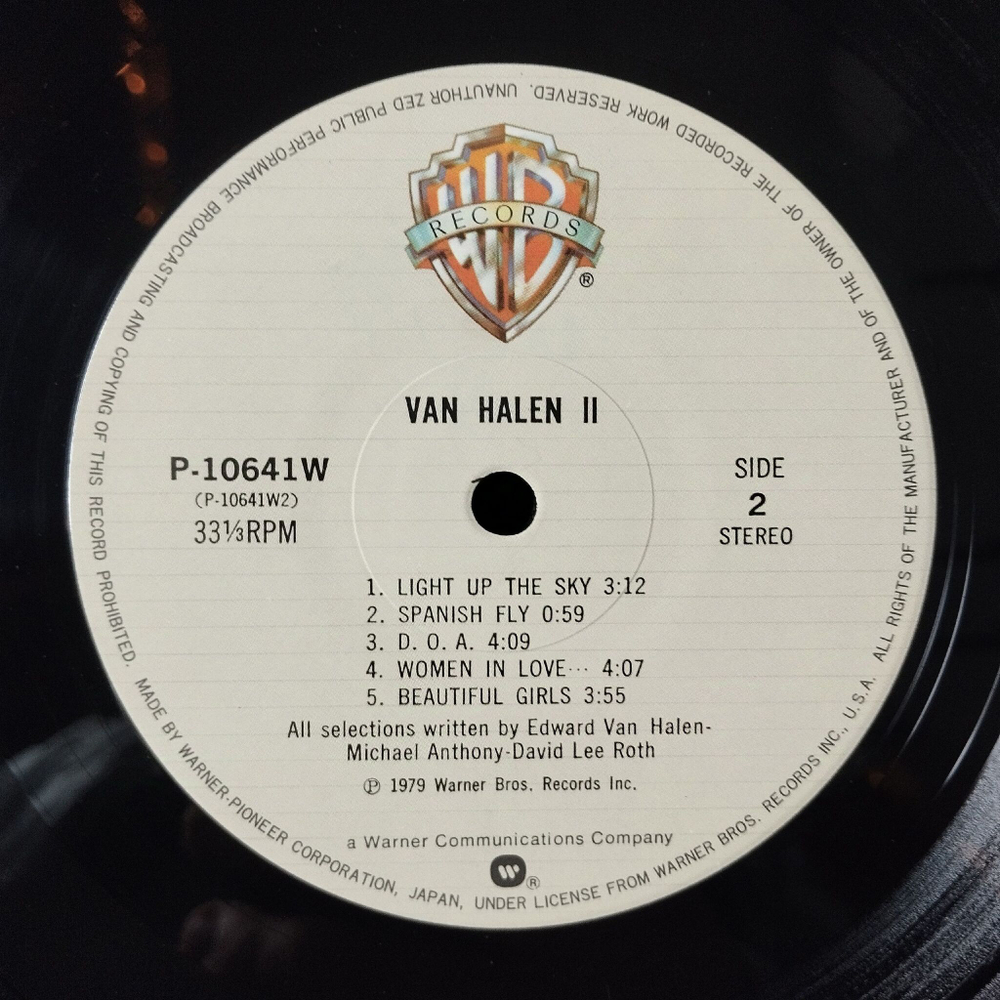 WB
RECORDS
®
VAN HALEN II
P-10641W
(P-10641W2)
33⅓RPM
SIDE
2
STEREO
1. LIGHT UP THE SKY 3:12
2. SPANISH FLY 0:59
3. D. O. A. 4:09
4. WOMEN IN LOVE··· 4:07
5. BEAUTIFUL GIRLS 3:55
All selections written by Edward Van Halen-
Michael Anthony-David Lee Roth
Ⓟ 1979 Warner Bros. Records Inc.
a Warner Communications Company
®
MADE BY WARNER-PIONEER CORPORATION, JAPAN, UNDER LICENSE FROM WARNER BROS. RECORDS INC., U.S.A. ALL RIGHTS OF THE MANUFACTURER AND OF THE OWNER OF THE RECORDED WORK RESERVED. UNAUTHOR ZED PUBLIC PERFORMANCE BROADCASTING AND COPYING OF THIS RECORD PROHIBITED.